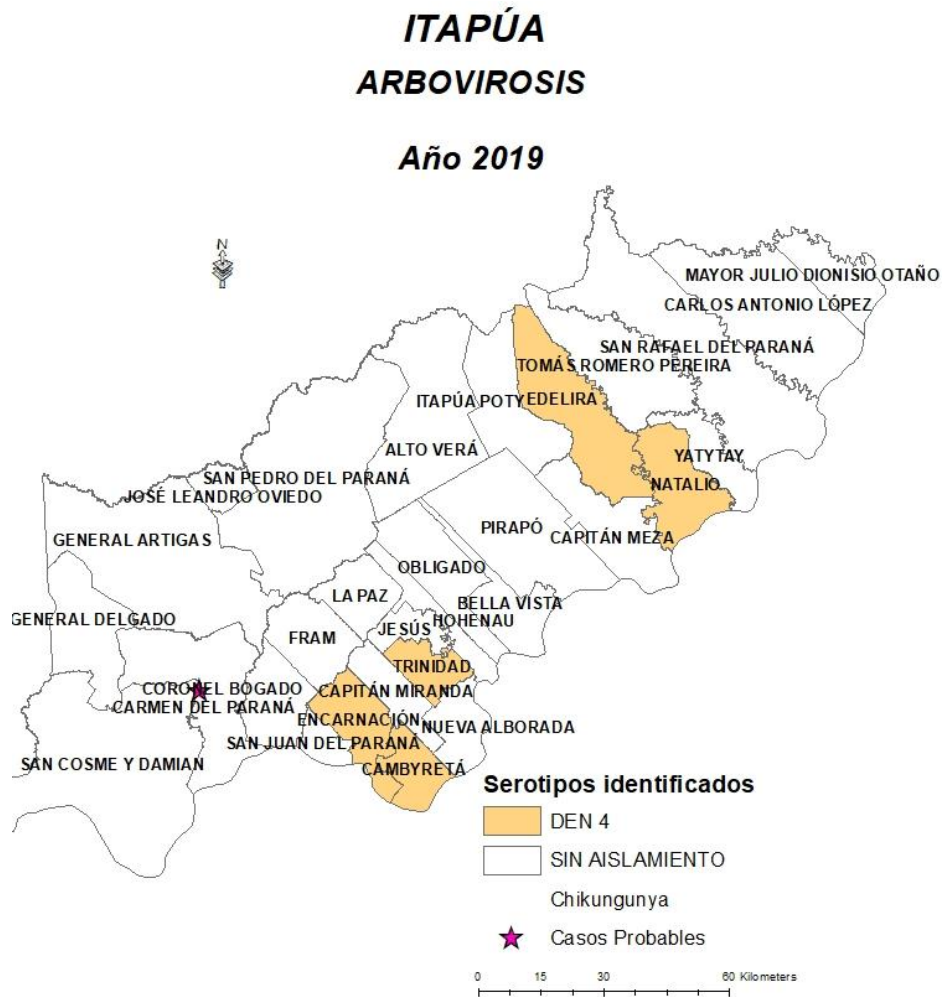 ITAPÚA
ARBOVIROSIS
Año 2019
N
MAYOR JULIO DIONISIO OTAÑO
CARLOS ANTONIO LÓPEZ
SAN RAFAEL DEL PARANÁ
TOMÁS ROMERO PEREIRA
ITAPÚA POTY
EDELIRA
ALTO VERÁ
YATYTAY
SAN PEDRO DEL PARANÁ
NATALIO
JOSÉ LEANDRO OVIEDO
PIRAPÓ
CAPITÁN MEZA
GENERAL ARTIGAS
OBLIGADO
LA PAZ
BELLA VISTA
GENERAL DELGADO
HOHENAU
JESÚS
FRAM
TRINIDAD
CORONEL BOGADO
CAPITÁN MIRANDA
CARMEN DEL PARANÁ
ENCARNACIÓN
NUEVA ALBORADA
SAN JUAN DEL PARANÁ
SAN COSME Y DAMIAN
CAMBYRETÁ
Serotipos identificados
DEN 4
SIN AISLAMIENTO
Chikungunya
Casos Probables
0 15 30 60 Kilometers